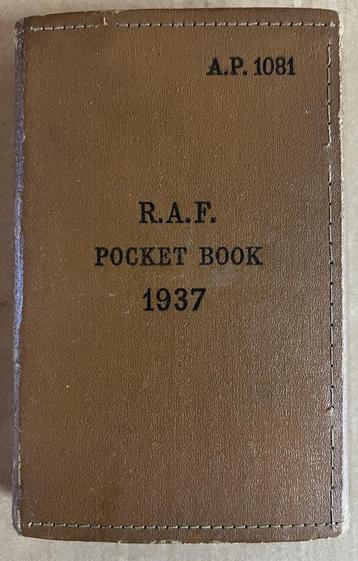 A.P. 1081
R.A.F.
POCKET BOOK
1937